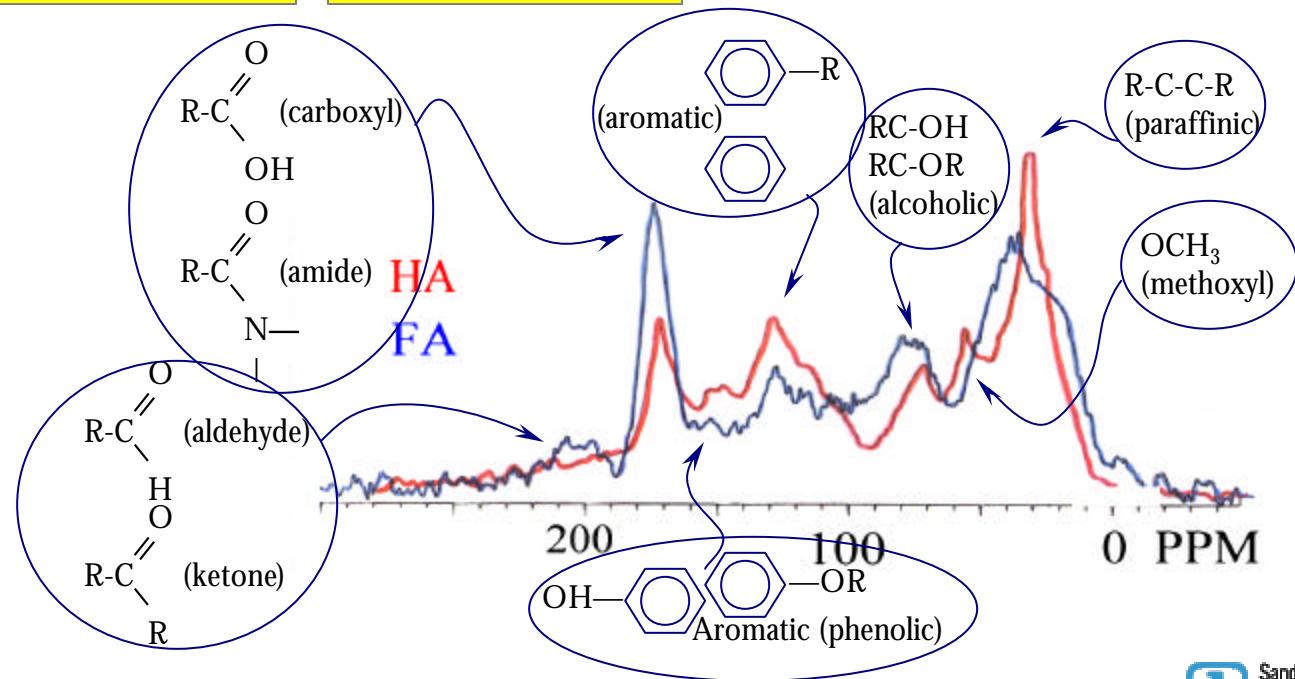 O
R-C (carboxyl)
OH
O
R-C (amide)
N
HA
FA
O
R-C (aldehyde)
H
O
R-C (ketone)
R
R
(aromatic)
RC-OH
RC-OR
(alcoholic)
R-C-C-R
(paraffinic)
OCH₃
(methoxyl)
200
100
0 PPM
OH
OR
Aromatic (phenolic)
Sand